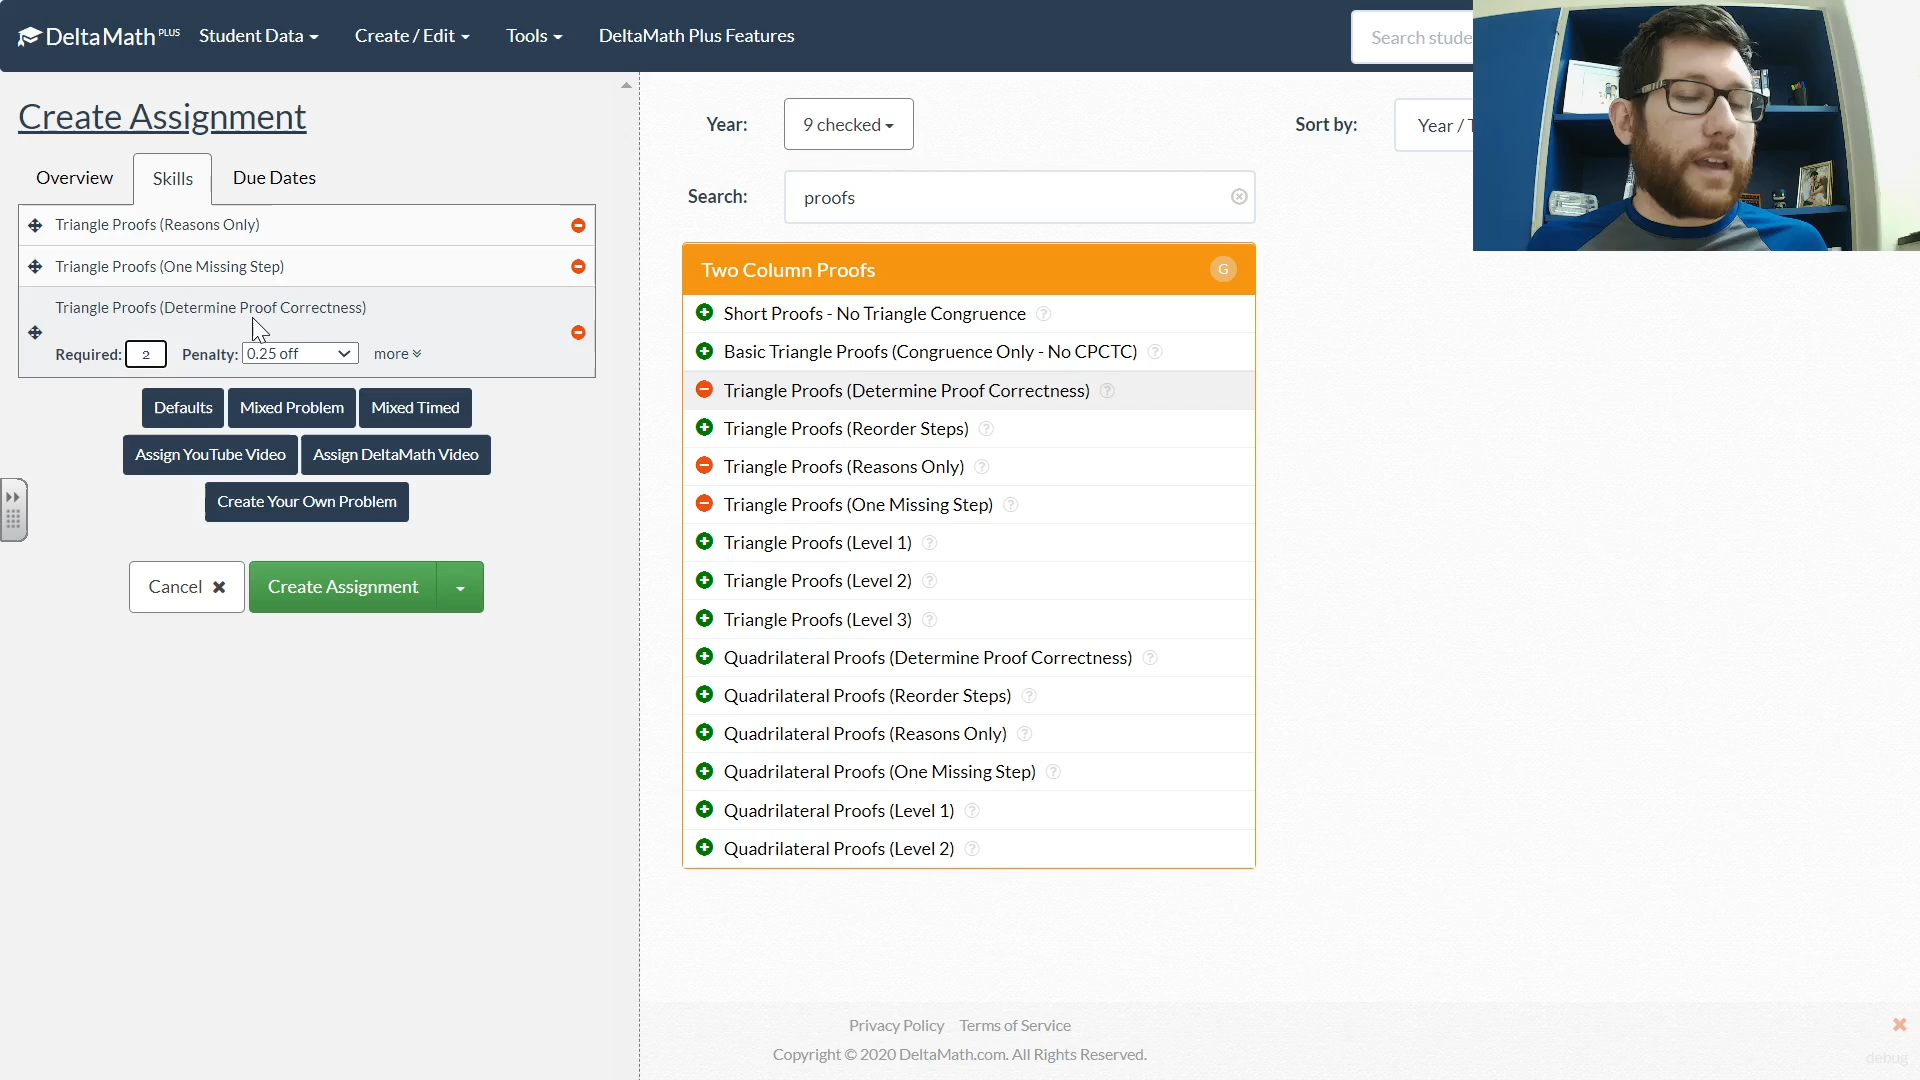 DeltaMath PLUS
Student Data
Create / Edit
Tools
DeltaMath Plus Features
Search stude
Create Assignment
Overview
Skills
Due Dates
Triangle Proofs (Reasons Only)
Triangle Proofs (One Missing Step)
Triangle Proofs (Determine Proof Correctness)
Required: 2 Penalty: 0.25 off more
Defaults
Mixed Problem
Mixed Timed
Assign YouTube Video
Assign DeltaMath Video
Create Your Own Problem
Cancel
Create Assignment
Year: 9 checked
Sort by: Year / T
Search: proofs
Two Column Proofs G
Short Proofs - No Triangle Congruence ?
Basic Triangle Proofs (Congruence Only - No CPCTC) ?
Triangle Proofs (Determine Proof Correctness) ?
Triangle Proofs (Reorder Steps) ?
Triangle Proofs (Reasons Only) ?
Triangle Proofs (One Missing Step) ?
Triangle Proofs (Level 1) ?
Triangle Proofs (Level 2) ?
Triangle Proofs (Level 3) ?
Quadrilateral Proofs (Determine Proof Correctness) ?
Quadrilateral Proofs (Reorder Steps) ?
Quadrilateral Proofs (Reasons Only) ?
Quadrilateral Proofs (One Missing Step) ?
Quadrilateral Proofs (Level 1) ?
Quadrilateral Proofs (Level 2) ?
Privacy Policy Terms of Service
Copyright © 2020 DeltaMath.com. All Rights Reserved.
debug